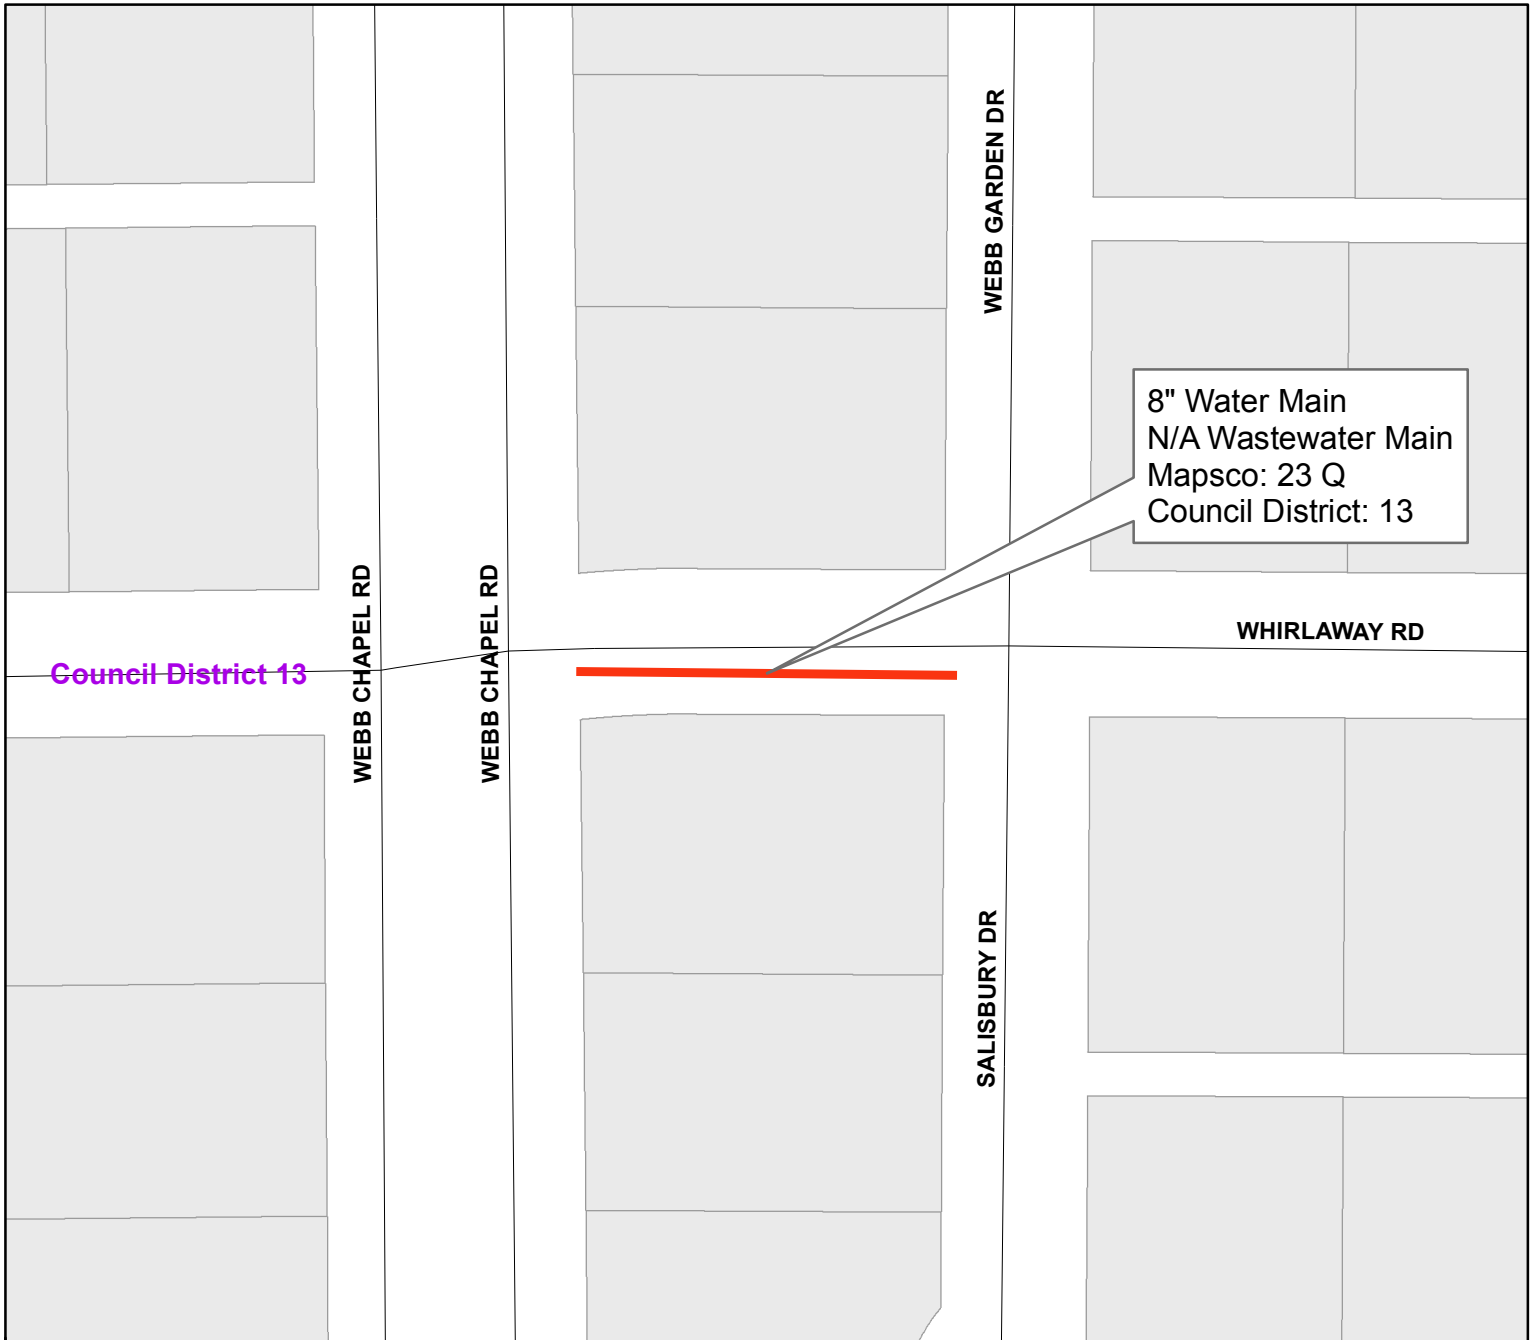 WEBB GARDEN DR
8" Water Main
N/A Wastewater Main
Mapsco: 23 Q
Council District: 13
WHIRLAWAY RD
Council District 13
WEBB CHAPEL RD
WEBB CHAPEL RD
SALISBURY DR